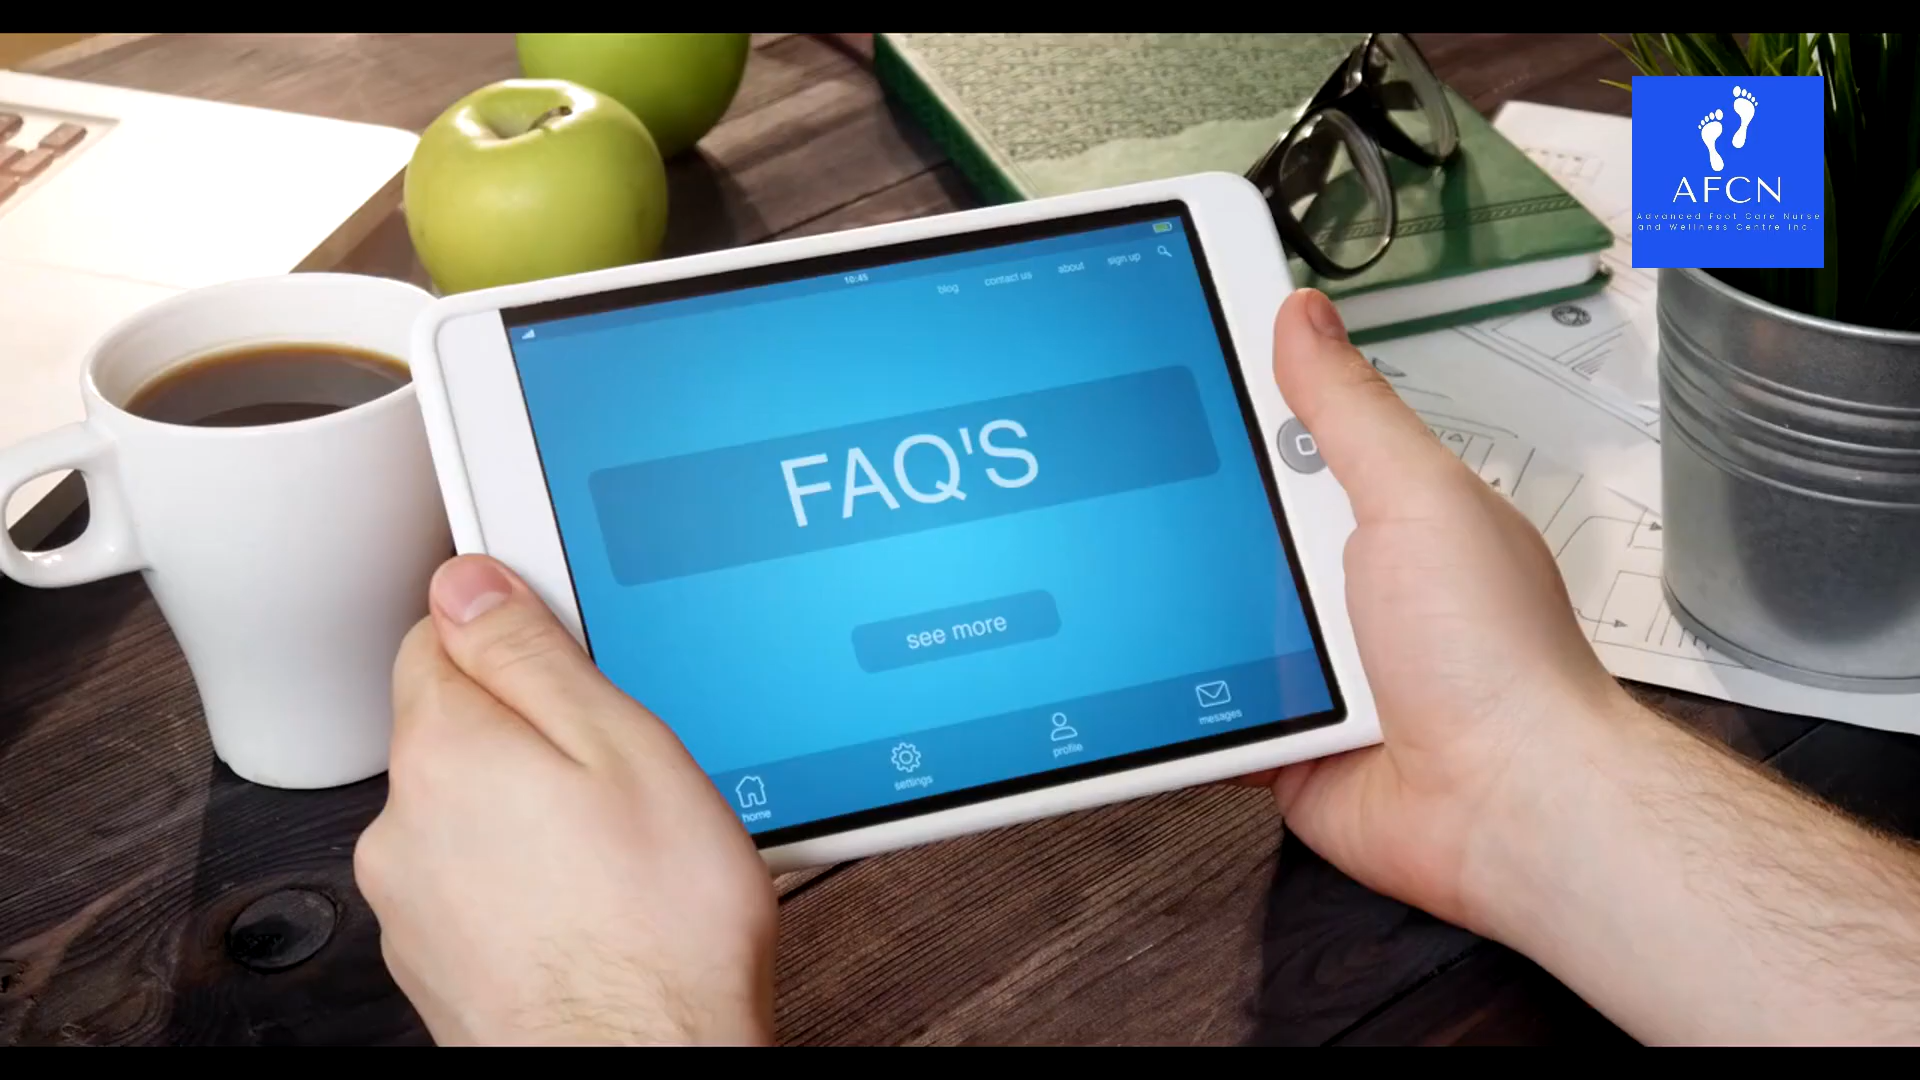 AFCN
Advanced Foot Care Nurse
and Wellness Centre Inc.
10:45
blog contact us about sign up
FAQ'S
see more
home settings profile mesages